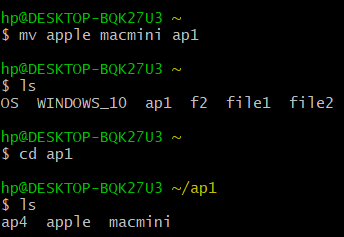 hp@DESKTOP-BQK27U3 ~
$ mv apple macmini ap1
hp@DESKTOP-BQK27U3 ~
$ ls
OS  WINDOWS_10  ap1  f2  file1  file2
hp@DESKTOP-BQK27U3 ~
$ cd ap1
hp@DESKTOP-BQK27U3 ~/ap1
$ ls
ap4  apple  macmini